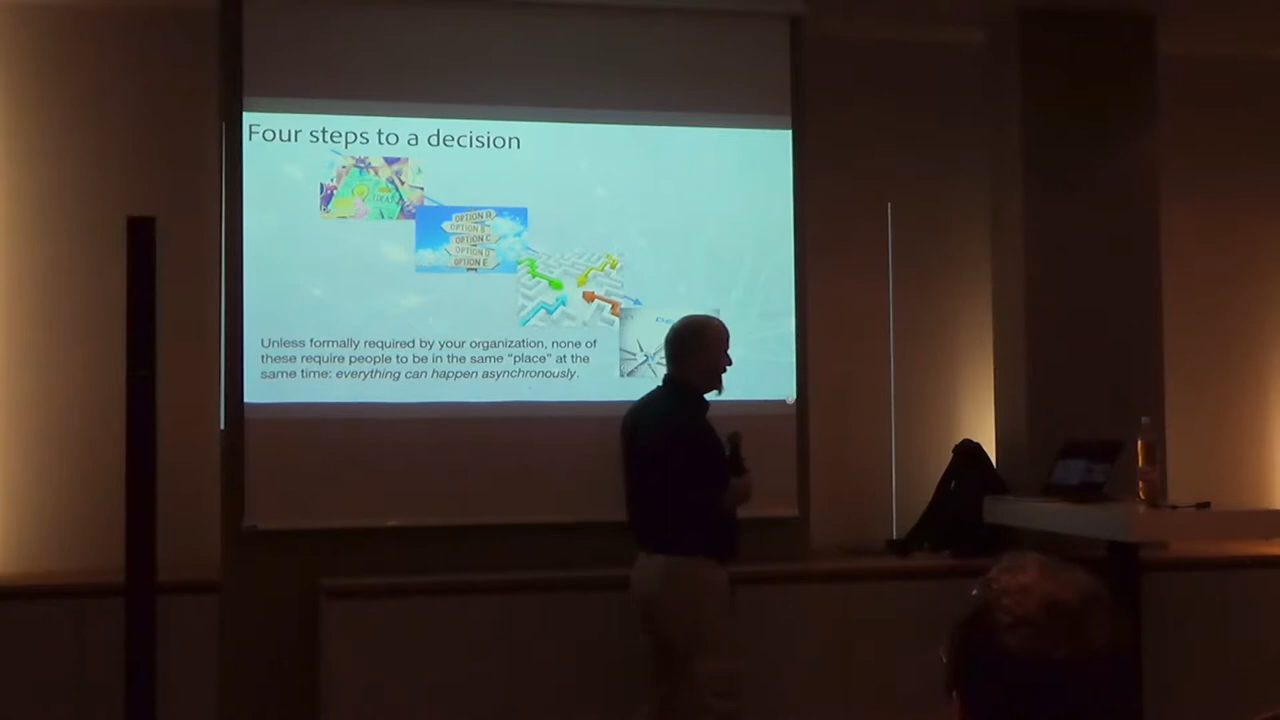 Four steps to a decision
IDEAS
OPTION A
OPTION B
OPTION C
OPTION D
OPTION E
Unless formally required by your organization, none of
these require people to be in the same “place” at the
same time: everything can happen asynchronously.